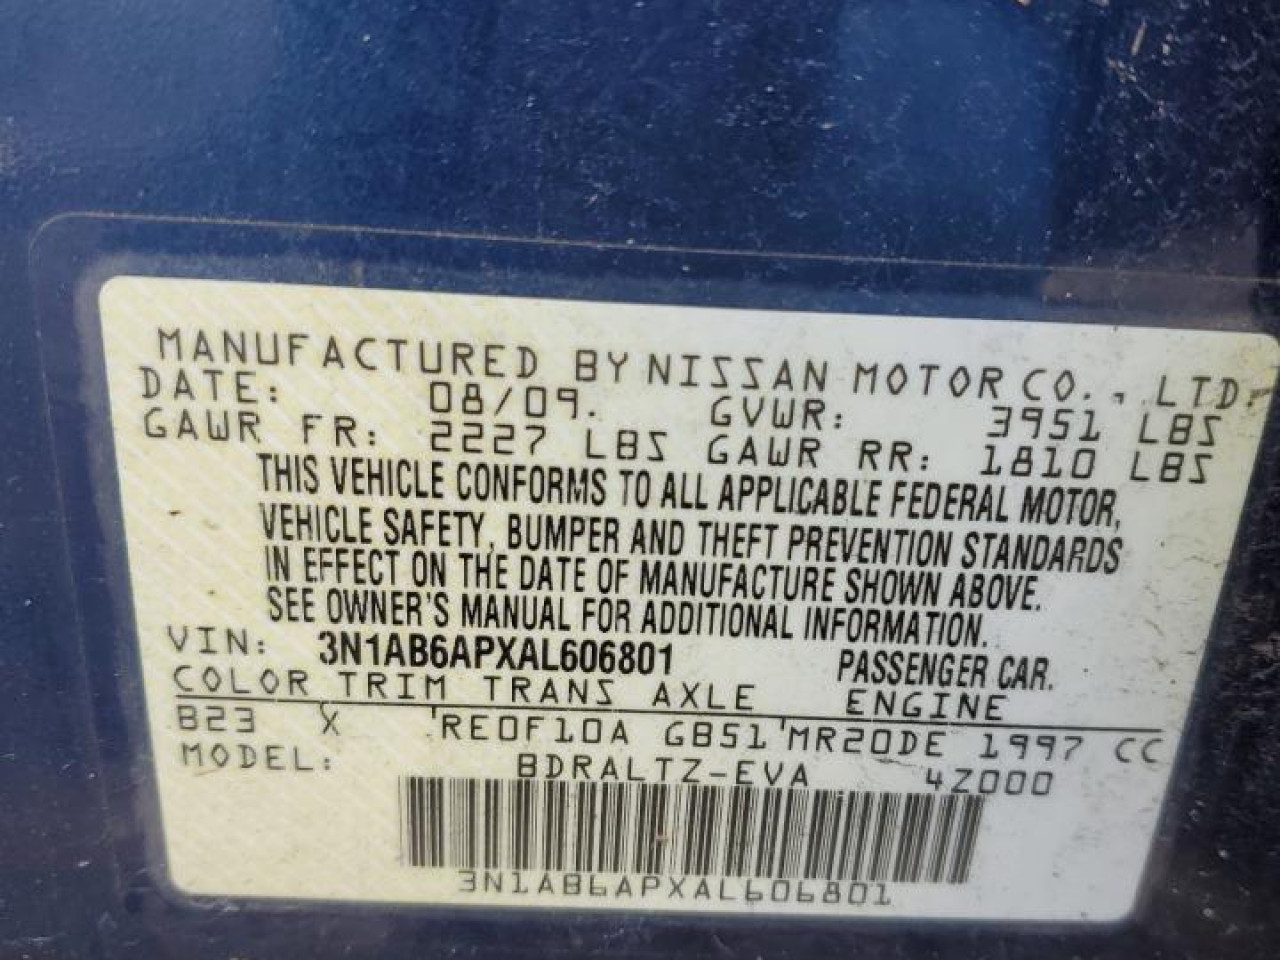 MANUFACTURED BY NISSAN MOTOR CO., LTD.
DATE: 08/09. GVWR: 3951 LBS
GAWR FR: 2227 LBS GAWR RR: 1810 LBS
THIS VEHICLE CONFORMS TO ALL APPLICABLE FEDERAL MOTOR,
VEHICLE SAFETY, BUMPER AND THEFT PREVENTION STANDARDS
IN EFFECT ON THE DATE OF MANUFACTURE SHOWN ABOVE.
SEE OWNER'S MANUAL FOR ADDITIONAL INFORMATION.
VIN: 3N1AB6APXAL606801 PASSENGER CAR.
COLOR TRIM TRANS AXLE ENGINE
B23 X 'RE0F10A GB51'MR20DE 1997 CC
MODEL: BDRALTZ-EVA 4Z000
3N1AB6APXAL606801